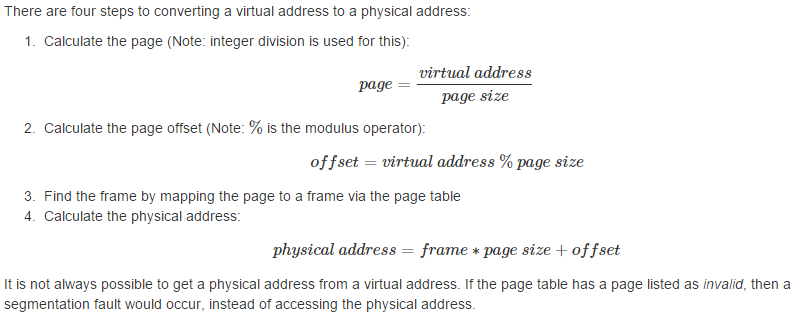 There are four steps to converting a virtual address to a physical address:
1. Calculate the page (Note: integer division is used for this):
page = virtual address / page size
2. Calculate the page offset (Note: % is the modulus operator):
offset = virtual address % page size
3. Find the frame by mapping the page to a frame via the page table
4. Calculate the physical address:
physical address = frame * page size + offset
It is not always possible to get a physical address from a virtual address. If the page table has a page listed as invalid, then a
segmentation fault would occur, instead of accessing the physical address.